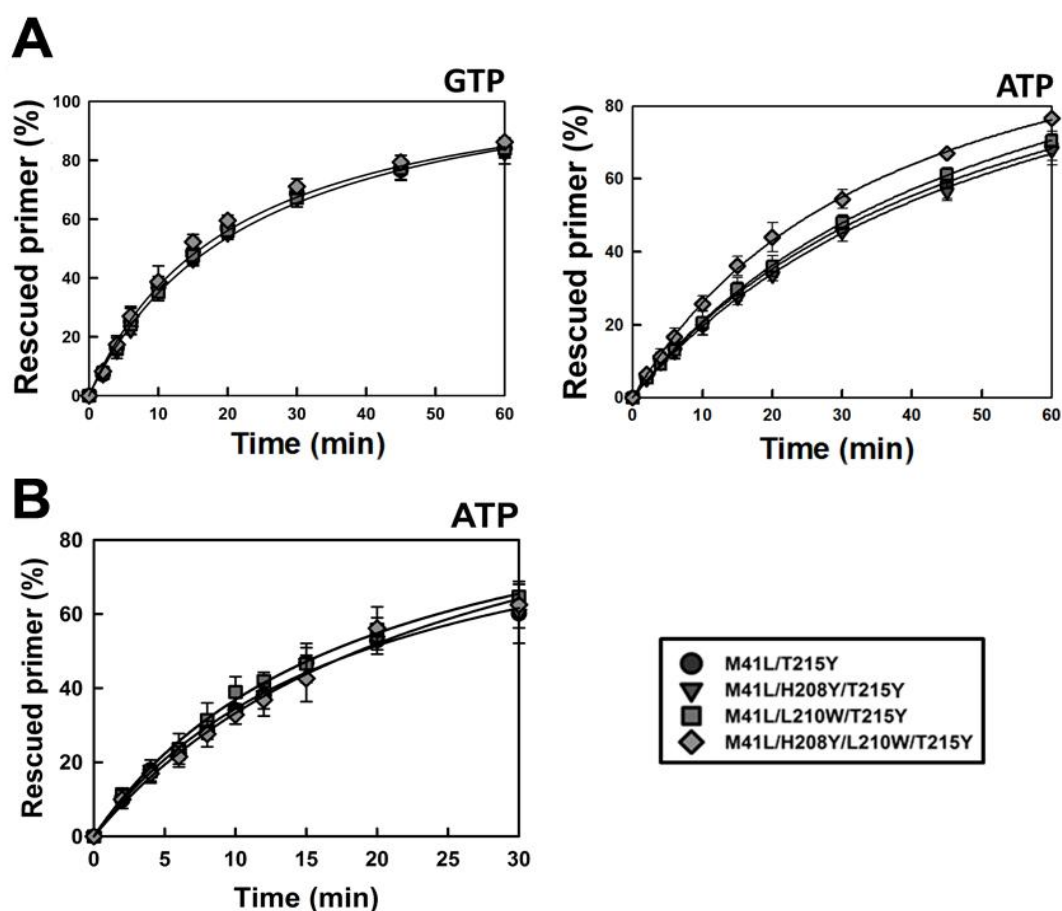 A
GTP
Rescued primer (%)
100
80
60
40
20
0
0 10 20 30 40 50 60
Time (min)
ATP
Rescued primer (%)
80
60
40
20
0
0 10 20 30 40 50 60
Time (min)
B
ATP
Rescued primer (%)
80
60
40
20
0
0 5 10 15 20 25 30
Time (min)
M41L/T215Y
M41L/H208Y/T215Y
M41L/L210W/T215Y
M41L/H208Y/L210W/T215Y